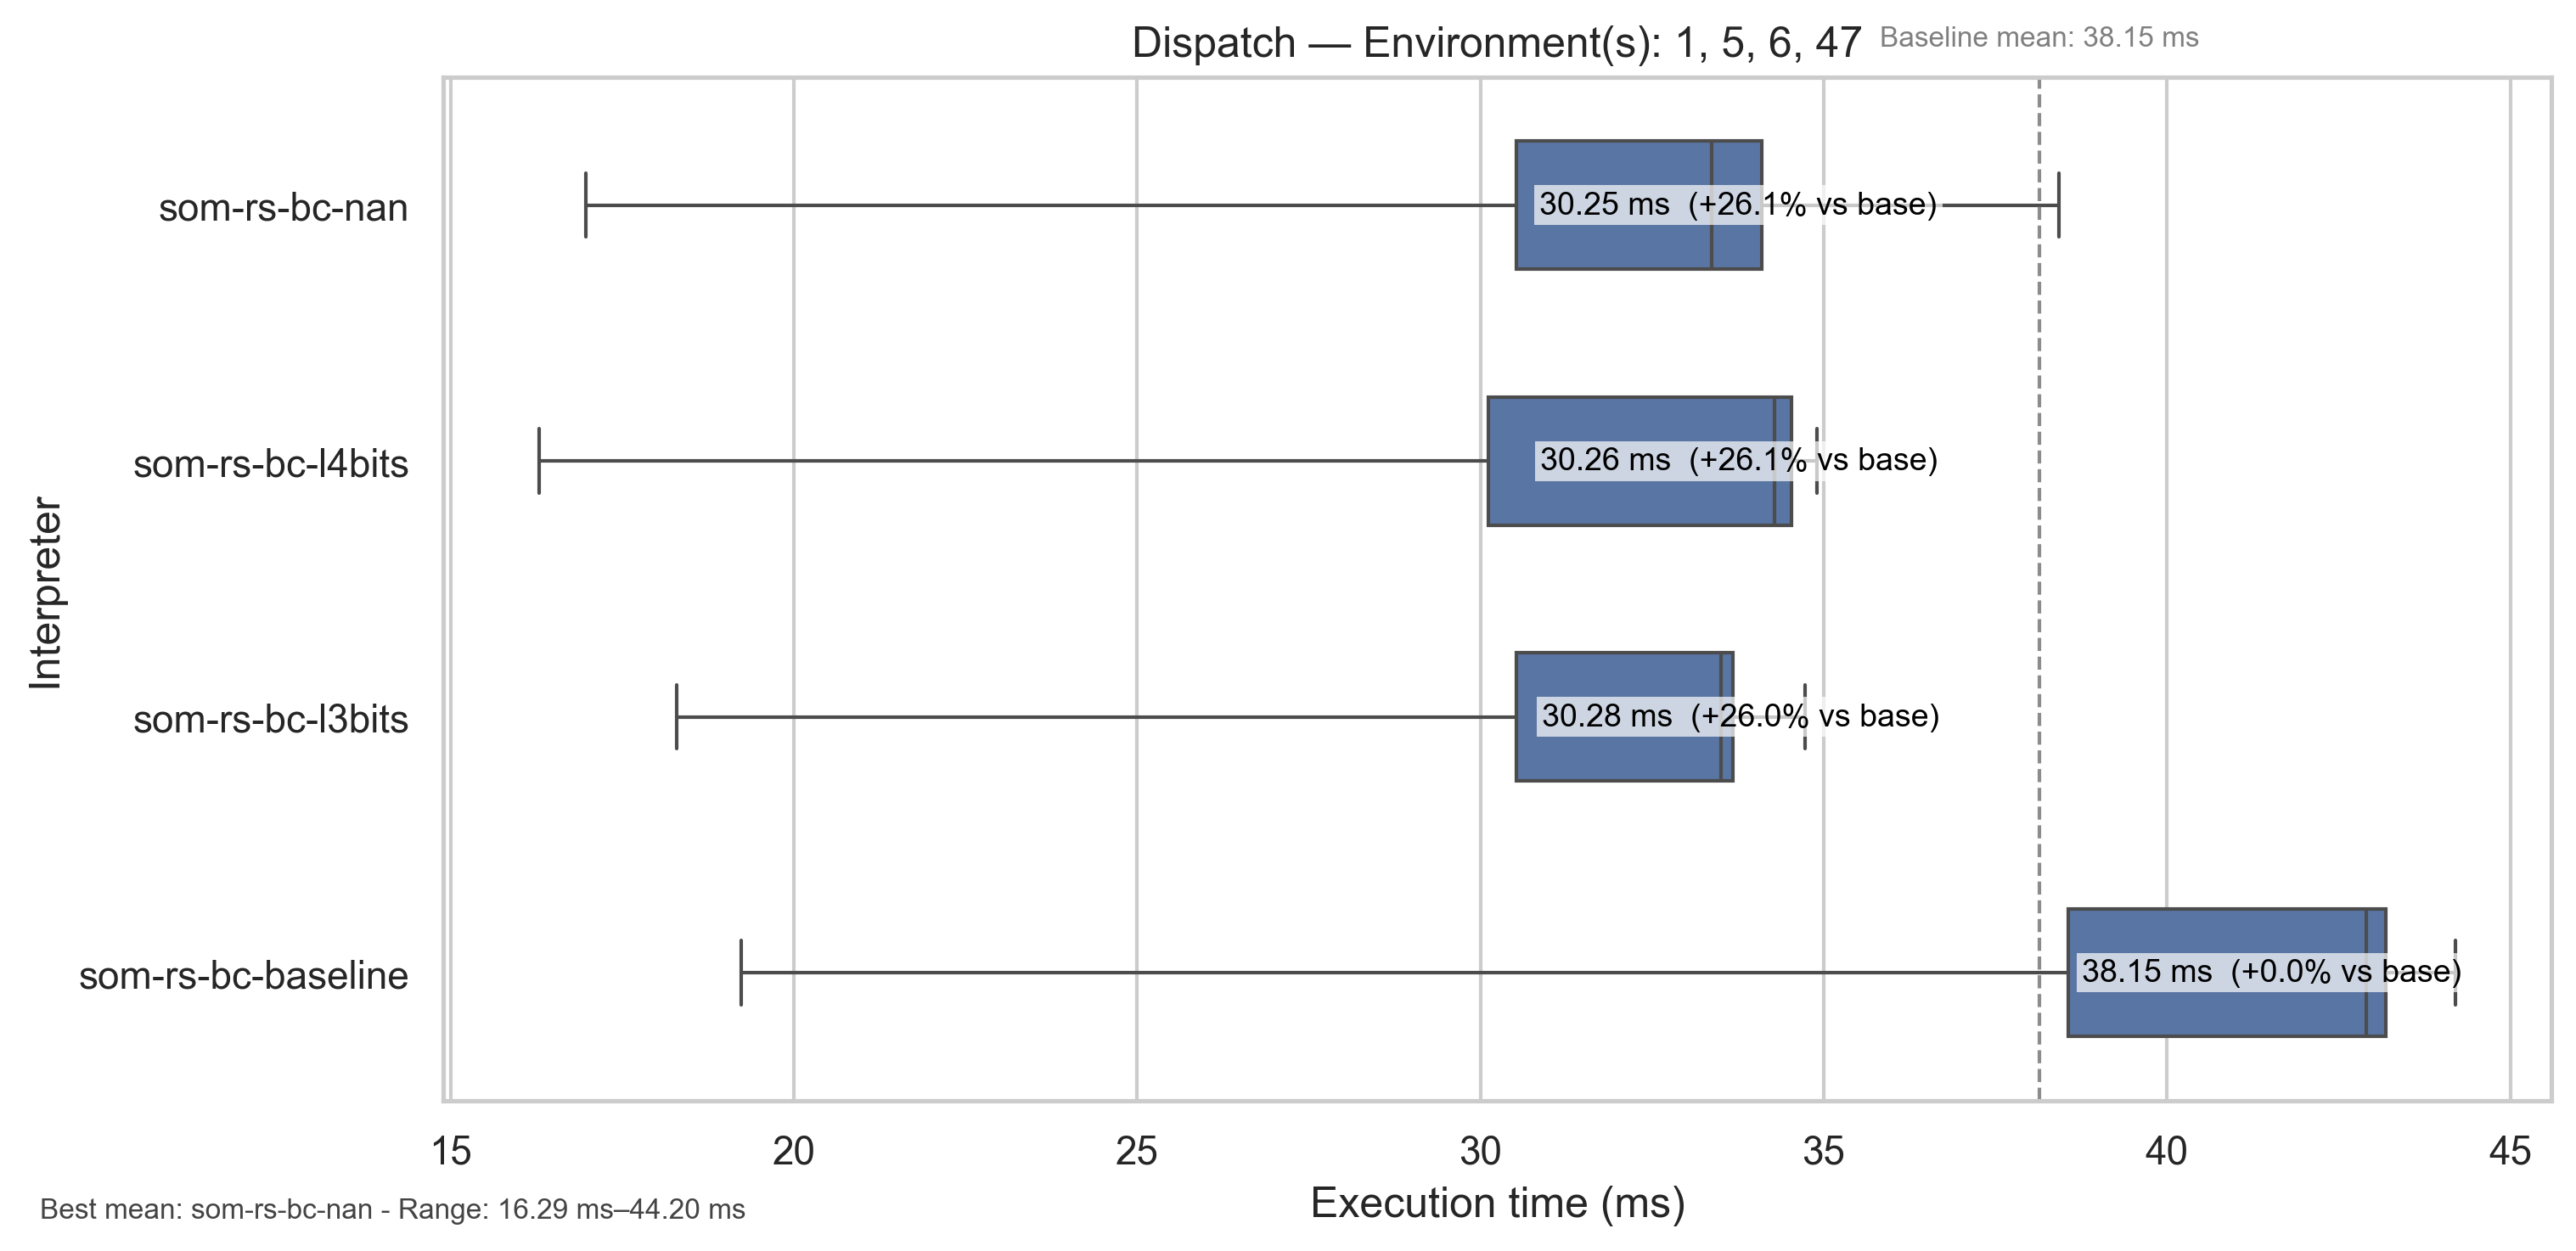 Dispatch — Environment(s): 1, 5, 6, 47
Baseline mean: 38.15 ms
Interpreter
som-rs-bc-nan
30.25 ms  (+26.1% vs base)
som-rs-bc-l4bits
30.26 ms  (+26.1% vs base)
som-rs-bc-l3bits
30.28 ms  (+26.0% vs base)
som-rs-bc-baseline
38.15 ms  (+0.0% vs base)
15 20 25 30 35 40 45
Execution time (ms)
Best mean: som-rs-bc-nan - Range: 16.29 ms–44.20 ms